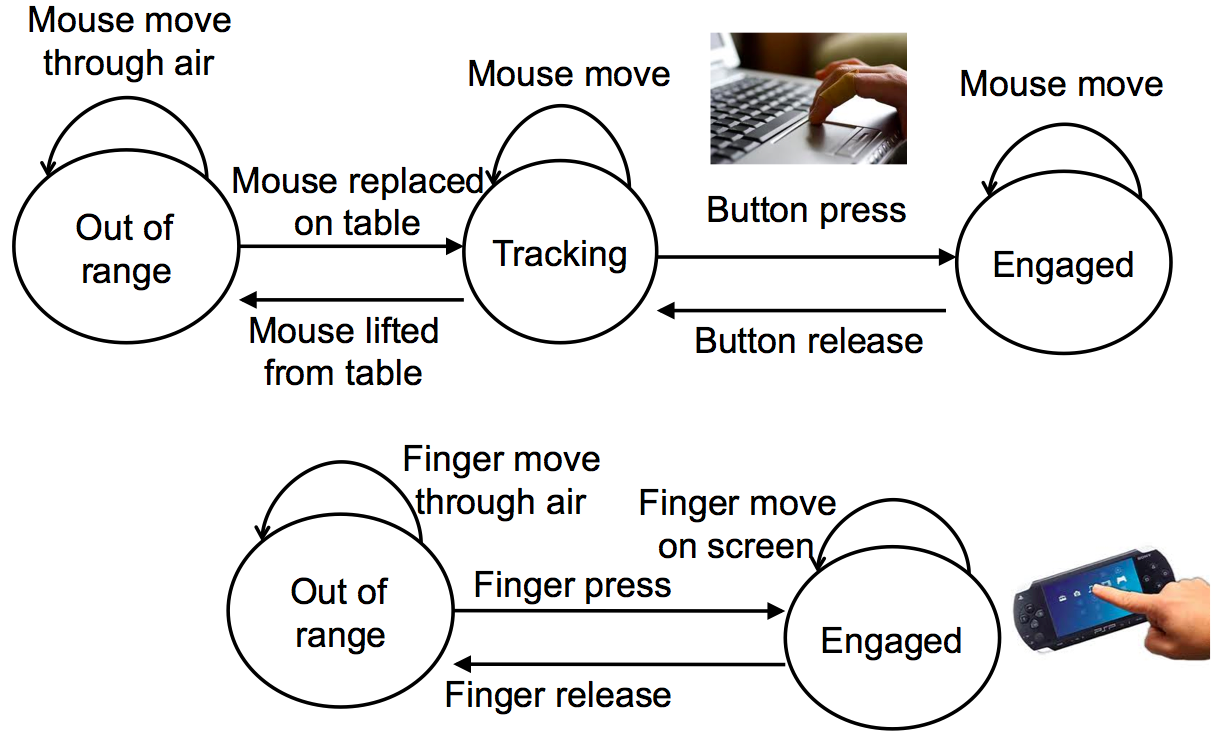 Mouse move
through air
Mouse move
Mouse move
Mouse replaced
on table
Button press
Out of
range
Tracking
Engaged
Mouse lifted
from table
Button release
Finger move
through air
Finger move
on screen
Finger press
Out of
range
Engaged
Finger release
SONY
PSP